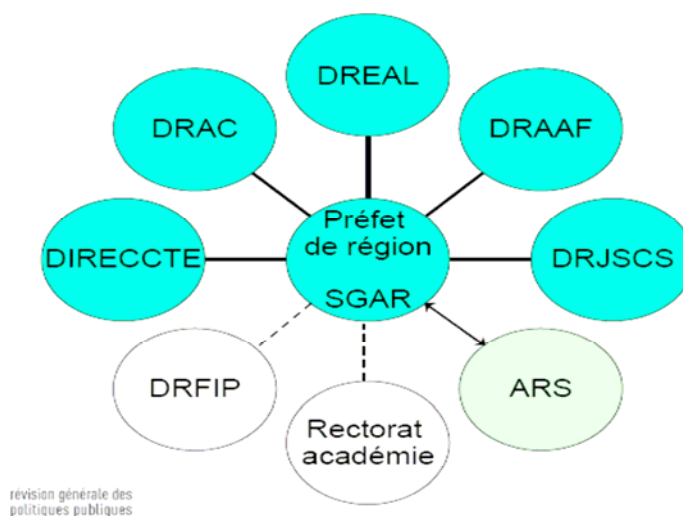 DREAL
DRAC
DRAAF
Préfet
de région
SGAR
DIRECCTE
DRJSCS
DRFIP
Rectorat
académie
ARS
révision générale des
politiques publiques